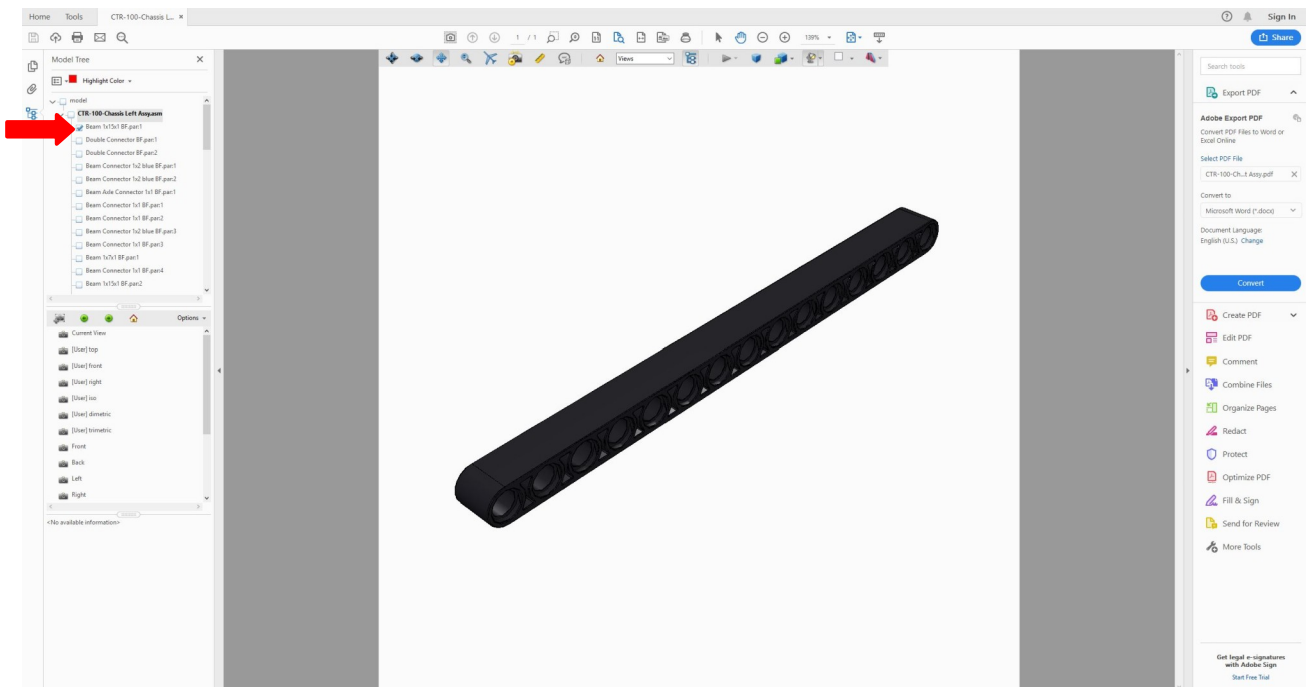 Home Tools CTR-100-Chassis L... × Sign In
1 / 1 139% Share
Model Tree ×
Highlight Color
Views
model
CTR-100-Chassis Left Assy.asm
Beam 1x15x1 BF.par:1
Double Connector BF.par:1
Double Connector BF.par:2
Beam Connector 1x2 blue BF.par:1
Beam Connector 1x2 blue BF.par:2
Beam Axle Connector 1x1 BF.par:1
Beam Connector 1x1 BF.par:1
Beam Connector 1x1 BF.par:2
Beam Connector 1x2 blue BF.par:3
Beam Connector 1x1 BF.par:3
Beam 1x7x1 BF.par:1
Beam Connector 1x1 BF.par:4
Beam 1x15x1 BF.par:2
Options
Current View
[User] top
[User] front
[User] right
[User] iso
[User] dimetric
[User] trimetric
Front
Back
Left
Right
<No available information>
Search tools
Export PDF
Adobe Export PDF
Convert PDF Files to Word or
Excel Online
Select PDF File
CTR-100-Ch...t Assy.pdf ×
Convert to
Microsoft Word (*.docx)
Document Language:
English (U.S.) Change
Convert
Create PDF
Edit PDF
Comment
Combine Files
Organize Pages
Redact
Protect
Optimize PDF
Fill & Sign
Send for Review
More Tools
Get legal e-signatures
with Adobe Sign
Start Free Trial